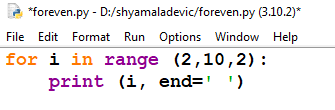 *foreven.py - D:/shyamaladevic/foreven.py (3.10.2)*
File Edit Format Run Options Window Help
for i in range (2,10,2):
    print (i, end=' ')